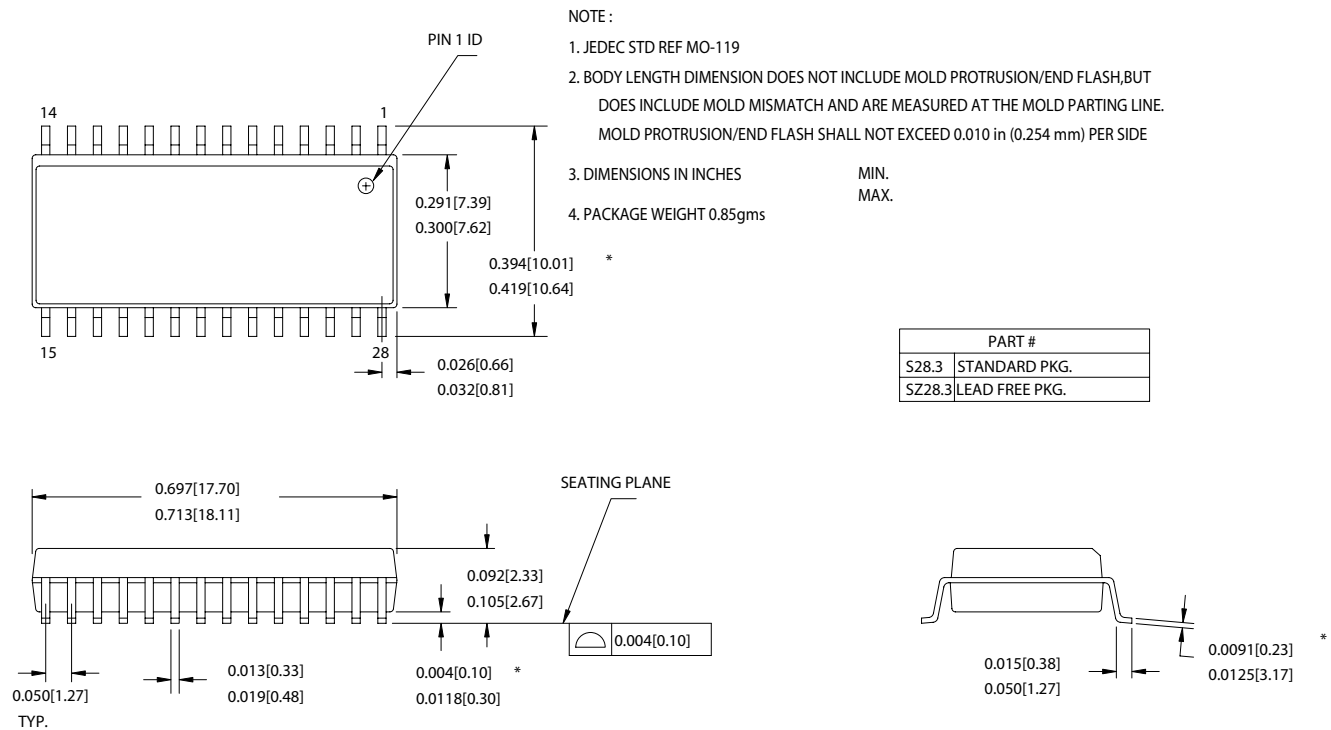 NOTE :
1. JEDEC STD REF MO-119
2. BODY LENGTH DIMENSION DOES NOT INCLUDE MOLD PROTRUSION/END FLASH,BUT
DOES INCLUDE MOLD MISMATCH AND ARE MEASURED AT THE MOLD PARTING LINE.
MOLD PROTRUSION/END FLASH SHALL NOT EXCEED 0.010 in (0.254 mm) PER SIDE
3. DIMENSIONS IN INCHES
MIN.
MAX.
4. PACKAGE WEIGHT 0.85gms
PIN 1 ID
14
1
0.291[7.39]
0.300[7.62]
0.394[10.01] *
0.419[10.64]
15
28
0.026[0.66]
0.032[0.81]
PART #
S28.3 STANDARD PKG.
SZ28.3 LEAD FREE PKG.
0.697[17.70]
0.713[18.11]
SEATING PLANE
0.092[2.33]
0.105[2.67]
0.004[0.10]
0.050[1.27]
TYP.
0.013[0.33]
0.019[0.48]
0.004[0.10] *
0.0118[0.30]
0.015[0.38]
0.050[1.27]
0.0091[0.23] *
0.0125[3.17]